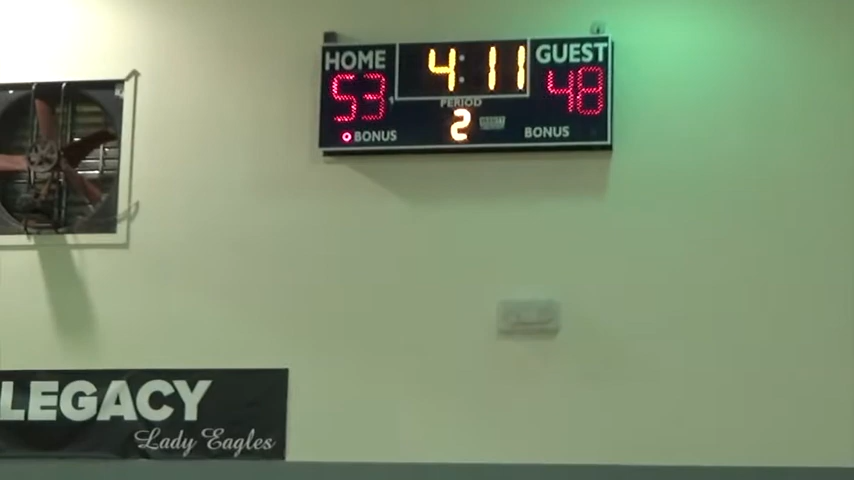 HOME 4:11 GUEST
53 48
PERIOD
BONUS 2 BONUS
LEGACY
Lady Eagles